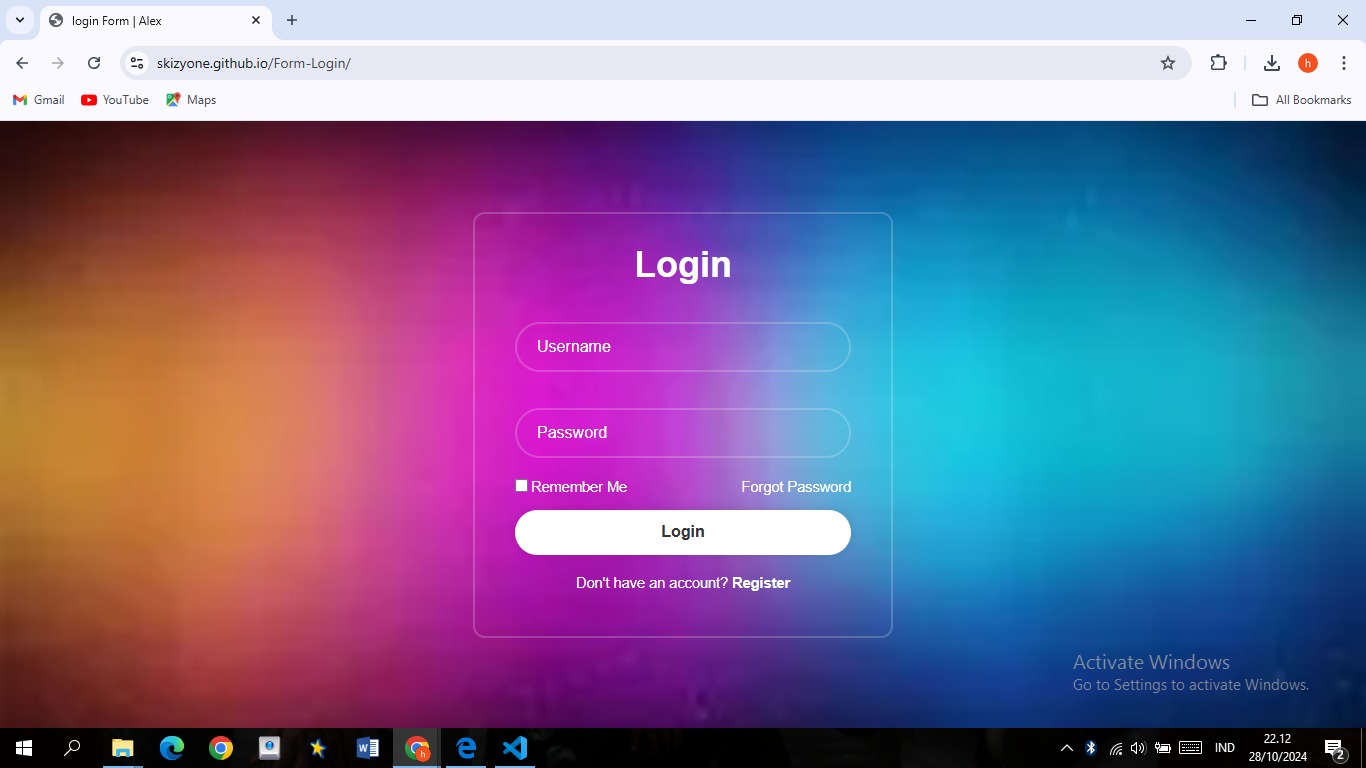 login Form | Alex
skizyone.github.io/Form-Login/
h
Gmail
YouTube
Maps
All Bookmarks
Login
Username
Password
Remember Me
Forgot Password
Login
Don't have an account? Register
Activate Windows
Go to Settings to activate Windows.
W
h
IND
22.12
28/10/2024
2